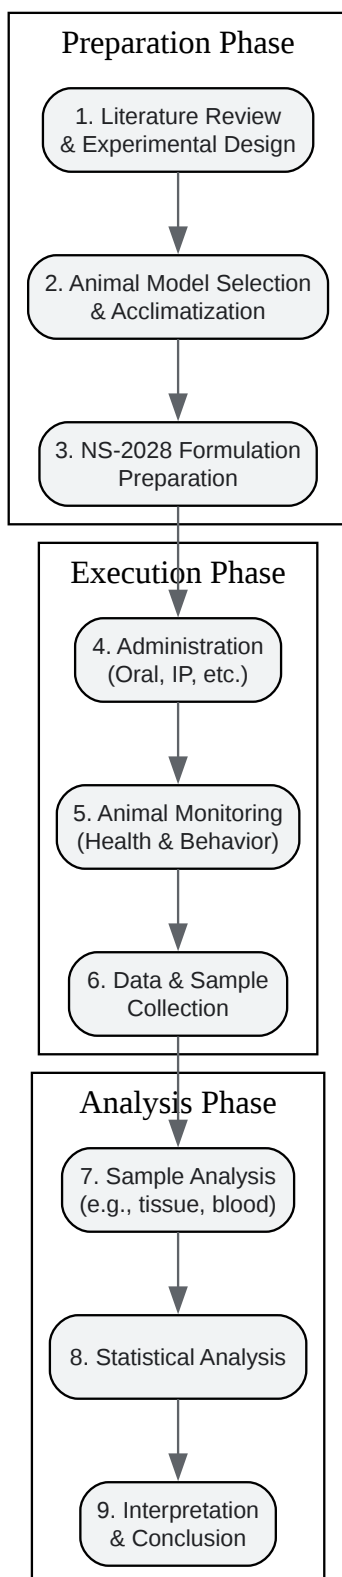 Preparation Phase
1. Literature Review
& Experimental Design
2. Animal Model Selection
& Acclimatization
3. NS-2028 Formulation
Preparation
Execution Phase
4. Administration
(Oral, IP, etc.)
5. Animal Monitoring
(Health & Behavior)
6. Data & Sample
Collection
Analysis Phase
7. Sample Analysis
(e.g., tissue, blood)
8. Statistical Analysis
9. Interpretation
& Conclusion